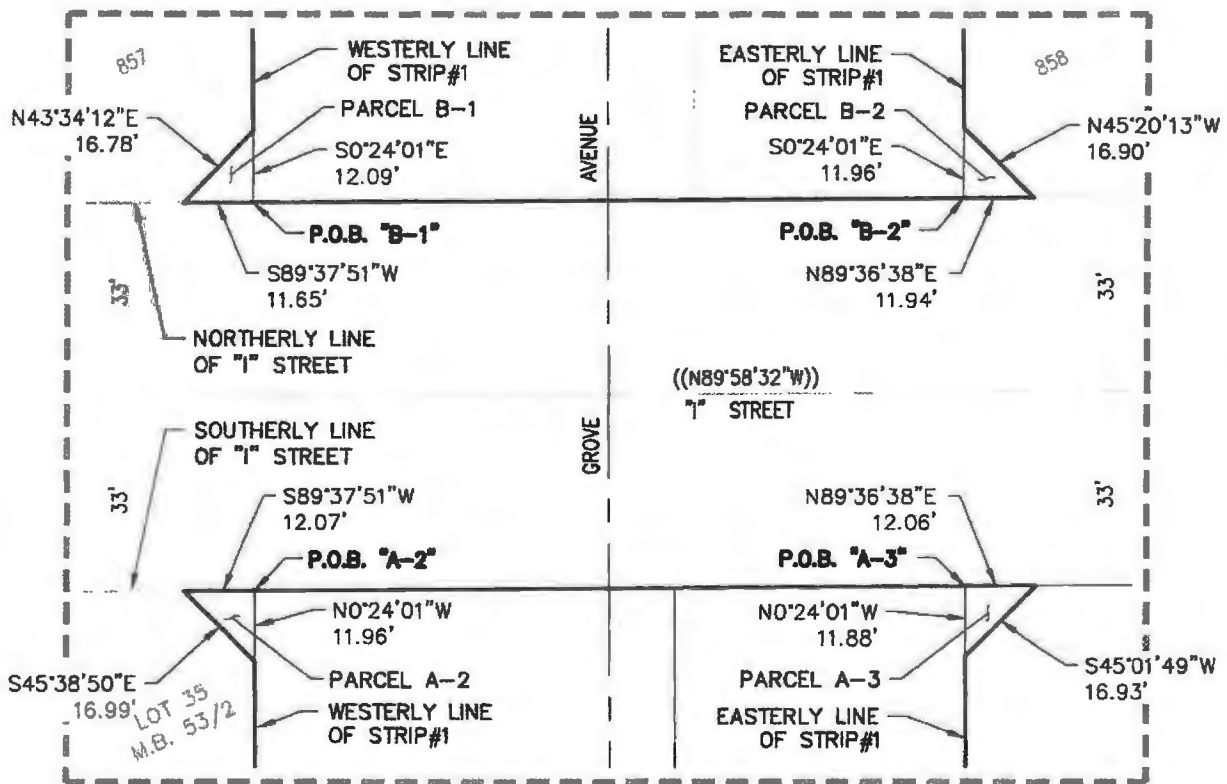 857
WESTERLY LINE
OF STRIP#1
EASTERLY LINE
OF STRIP#1
858
N43°34'12"E
16.78'
PARCEL B-1
PARCEL B-2
N45°20'13"W
16.90'
S0°24'01"E
12.09'
AVENUE
S0°24'01"E
11.96'
P.O.B. "B-1"
P.O.B. "B-2"
S89°37'51"W
11.65'
N89°36'38"E
11.94'
33'
33'
NORTHERLY LINE
OF "I" STREET
((N89°58'32"W))
"I" STREET
SOUTHERLY LINE
OF "I" STREET
GROVE
33'
33'
S89°37'51"W
12.07'
N89°36'38"E
12.06'
P.O.B. "A-2"
P.O.B. "A-3"
N0°24'01"W
11.96'
N0°24'01"W
11.88'
S45°38'50"E
16.99'
PARCEL A-2
PARCEL A-3
S45°01'49"W
16.93'
LOT 35
M.B. 53/2
WESTERLY LINE
OF STRIP#1
EASTERLY LINE
OF STRIP#1